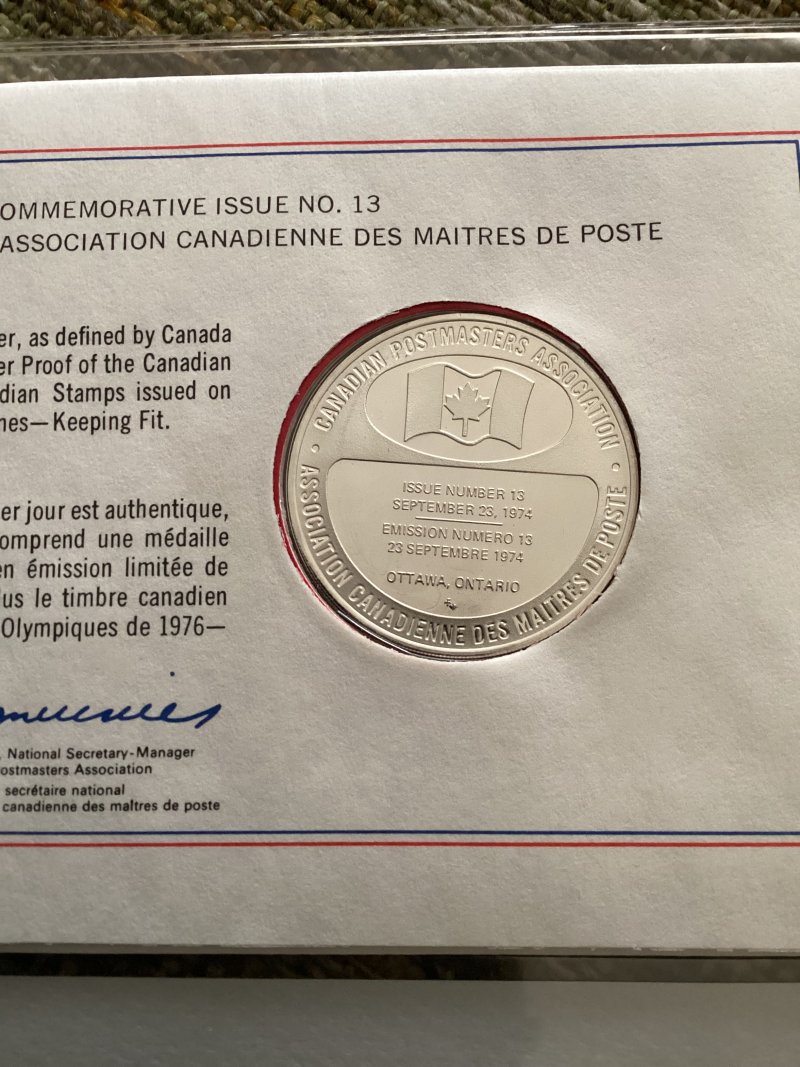 OMMEMORATIVE ISSUE NO. 13
ASSOCIATION CANADIENNE DES MAITRES DE POSTE
er, as defined by Canada
er Proof of the Canadian
dian Stamps issued on
nes—Keeping Fit.
er jour est authentique,
omprend une médaille
en émission limitée de
lus le timbre canadien
Olympiques de 1976—
National Secretary-Manager
ostmasters Association
secrétaire national
canadienne des maîtres de poste
CANADIAN POSTMASTERS ASSOCIATION
ISSUE NUMBER 13
SEPTEMBER 23, 1974
EMISSION NUMERO 13
23 SEPTEMBRE 1974
OTTAWA, ONTARIO
ASSOCIATION CANADIENNE DES MAITRES DE POSTE